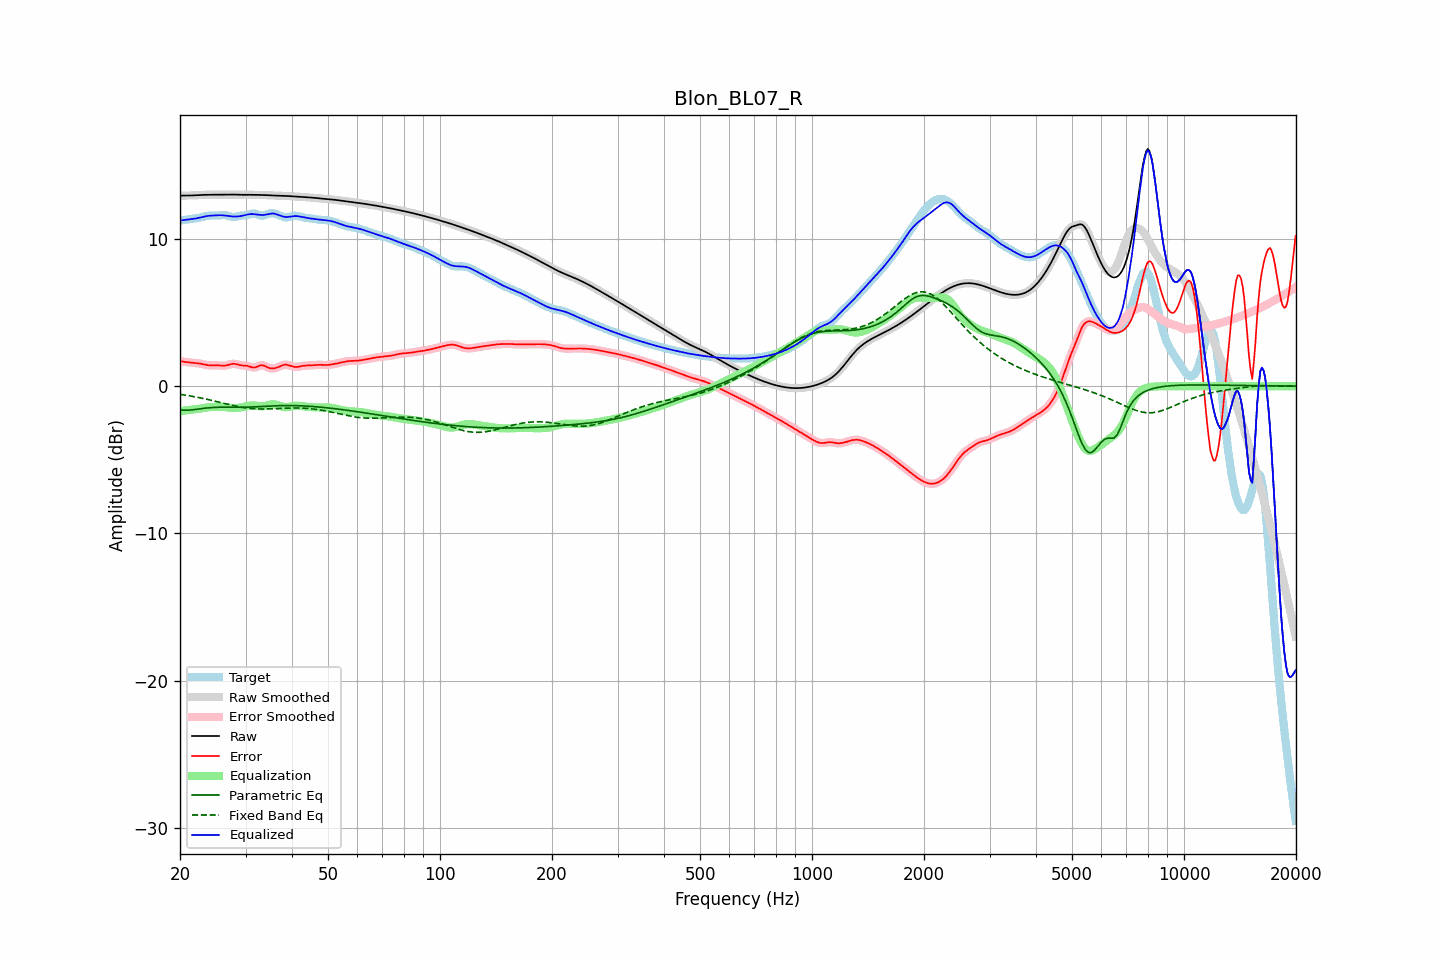 Blon_BL07_R
10
0
−10
−20
−30
Amplitude (dBr)
Target
Raw Smoothed
Error Smoothed
Raw
Error
Equalization
Parametric Eq
Fixed Band Eq
Equalized
20 50 100 200 500 1000 2000 5000 10000 20000
Frequency (Hz)